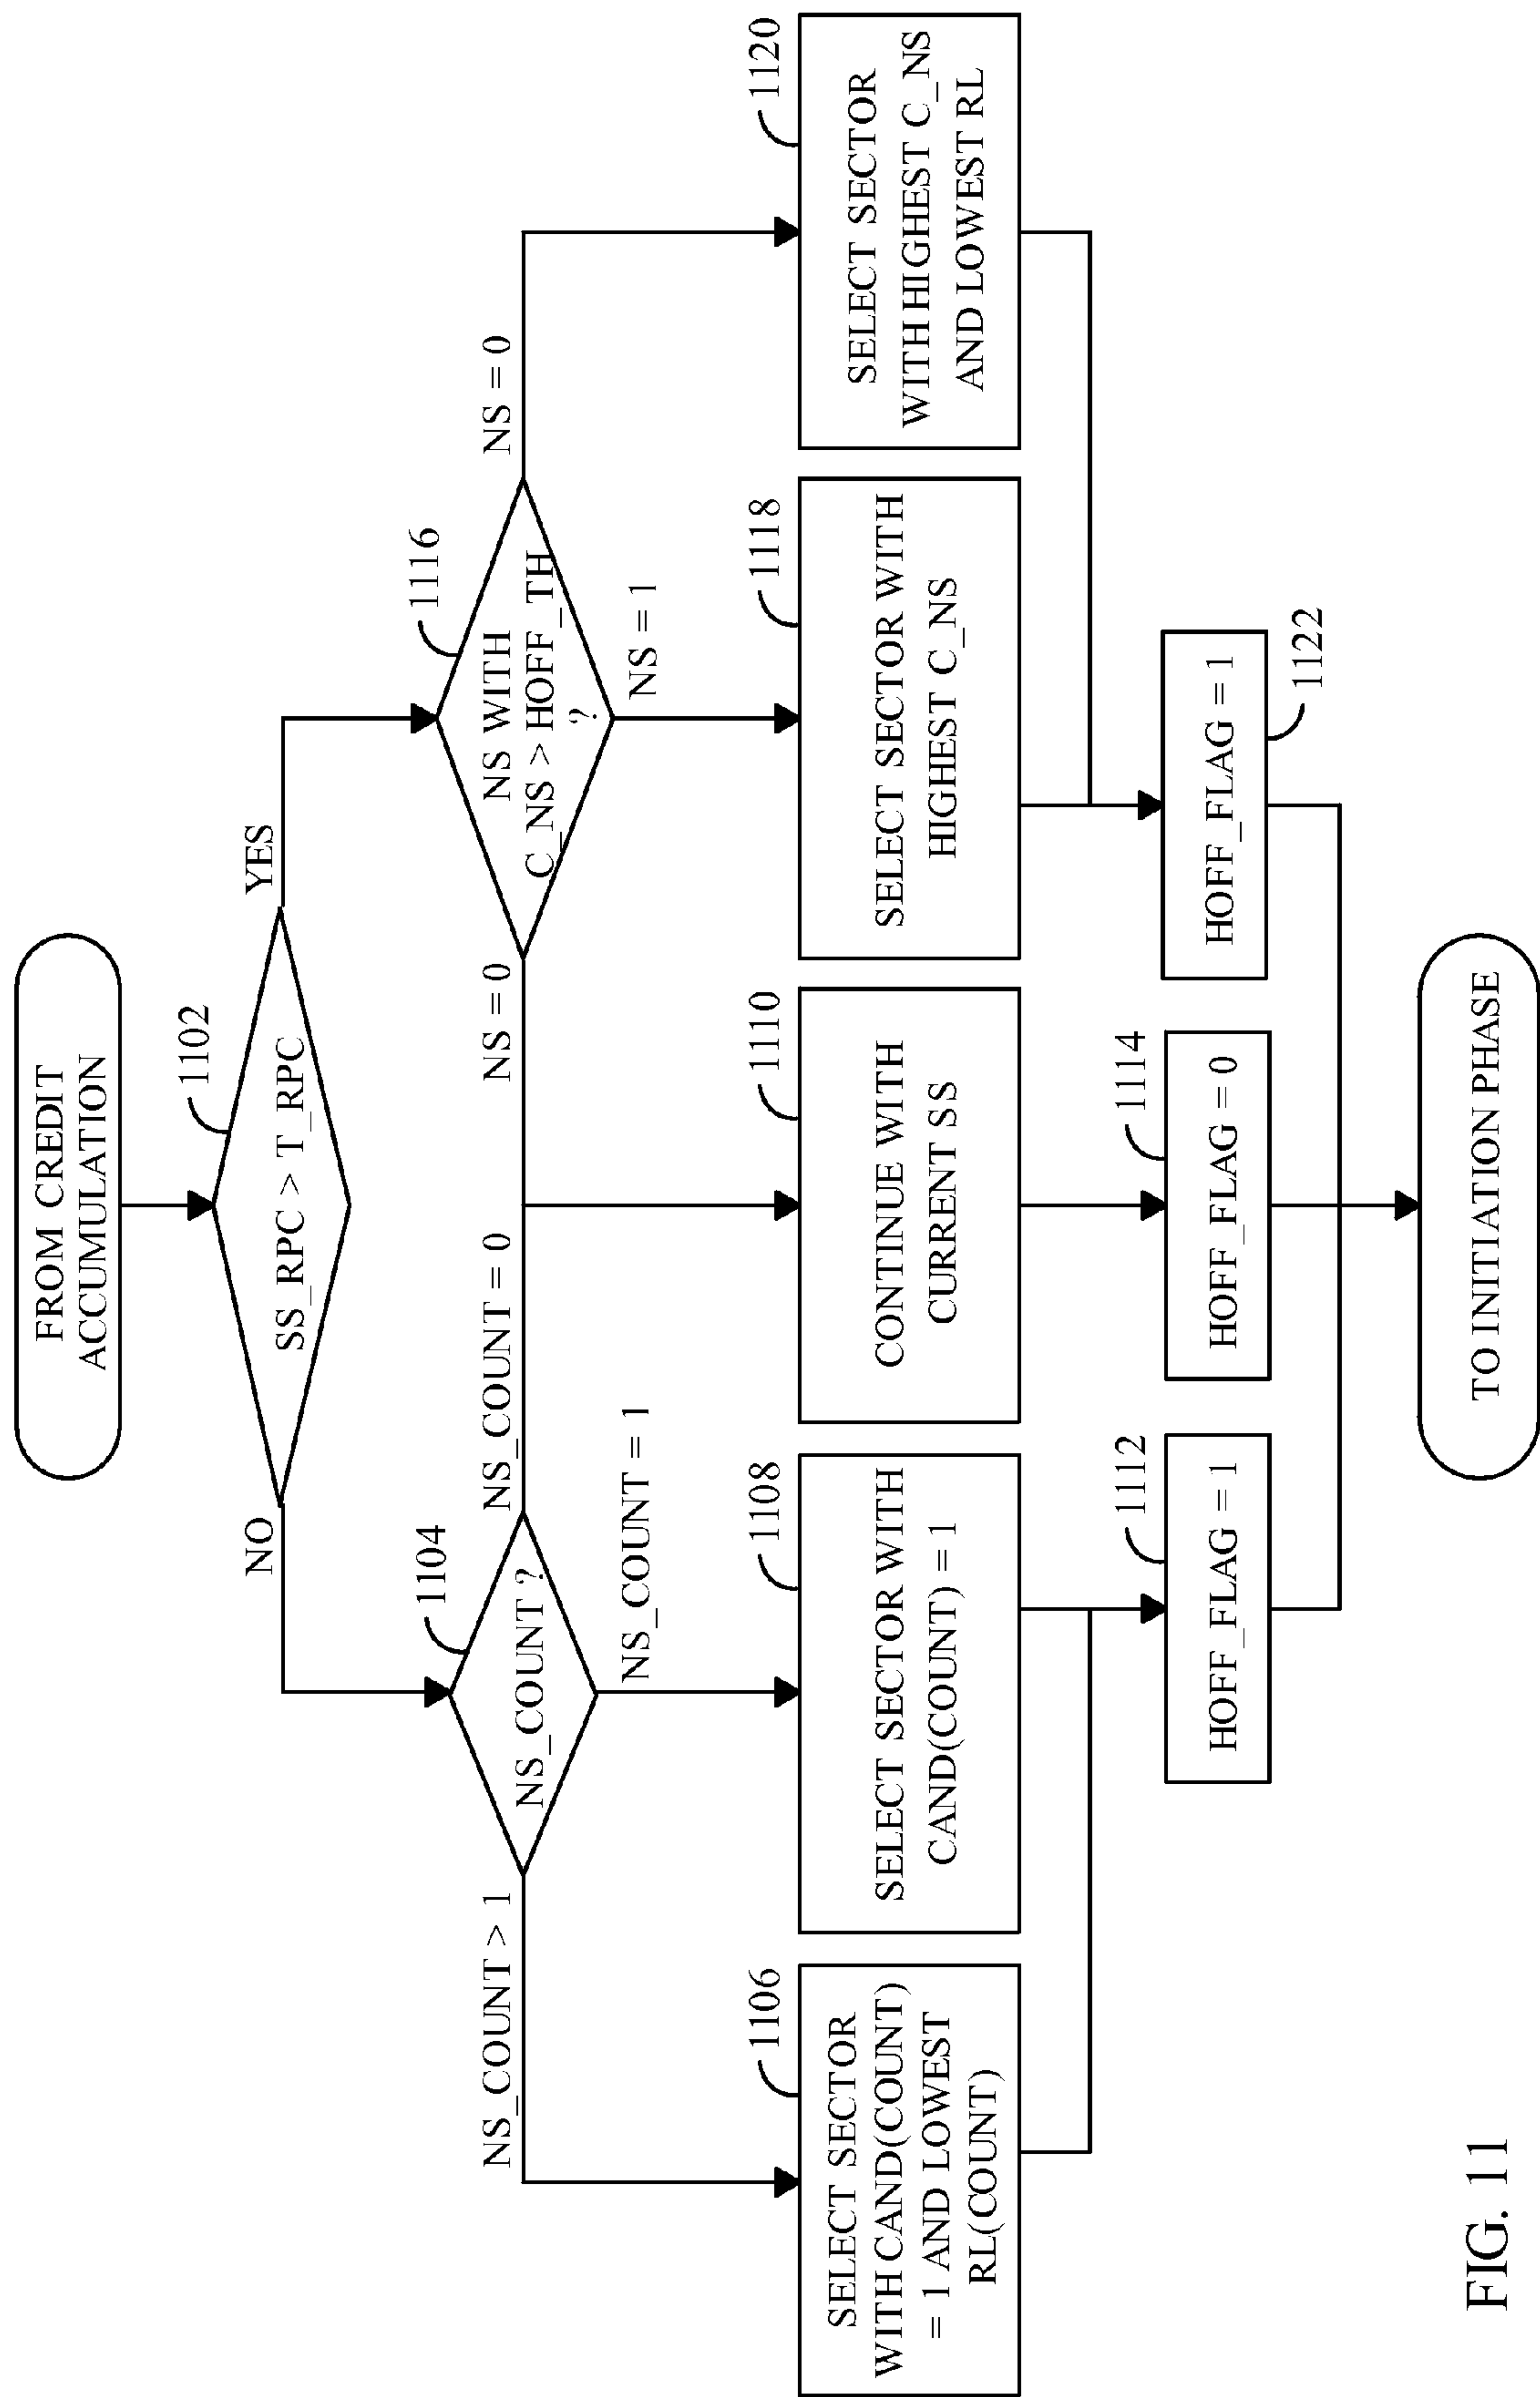 FROM CREDIT
ACCUMULATION
1102
SS_RPC > T_RPC
NO
YES
1104
NS_COUNT ?
NS_COUNT > 1
NS_COUNT = 0
NS_COUNT = 1
1116
NS WITH
C_NS > HOFF_TH
?
NS = 0
NS = 0
NS = 1
1106
SELECT SECTOR
WITH CAND(COUNT)
= 1 AND LOWEST
RL(COUNT)
1108
SELECT SECTOR WITH
CAND(COUNT) = 1
1110
CONTINUE WITH
CURRENT SS
1118
SELECT SECTOR WITH
HIGHEST C_NS
1120
SELECT SECTOR
WITH HIGHEST C_NS
AND LOWEST RL
1112
HOFF_FLAG = 1
1114
HOFF_FLAG = 0
HOFF_FLAG = 1
1122
TO INITIATION PHASE
FIG. 11